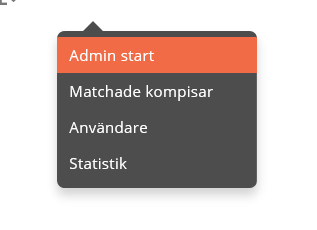 Admin start
Matchade kompisar
Användare
Statistik